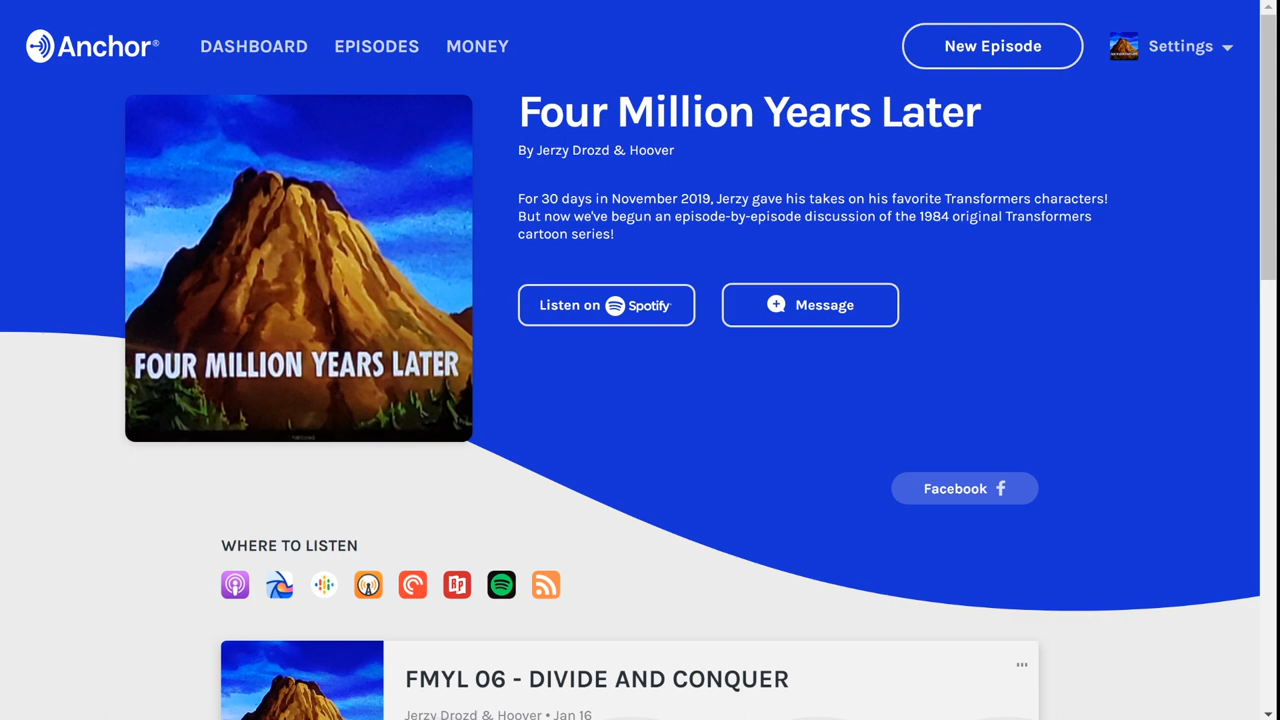 Anchor®
DASHBOARD
EPISODES
MONEY
New Episode
Settings
Four Million Years Later
By Jerzy Drozd & Hoover
For 30 days in November 2019, Jerzy gave his takes on his favorite Transformers characters!
But now we've begun an episode-by-episode discussion of the 1984 original Transformers
cartoon series!
Listen on Spotify
Message
FOUR MILLION YEARS LATER
Facebook f
WHERE TO LISTEN
RP
FMYL 06 - DIVIDE AND CONQUER
Jerzy Drozd & Hoover • Jan 16